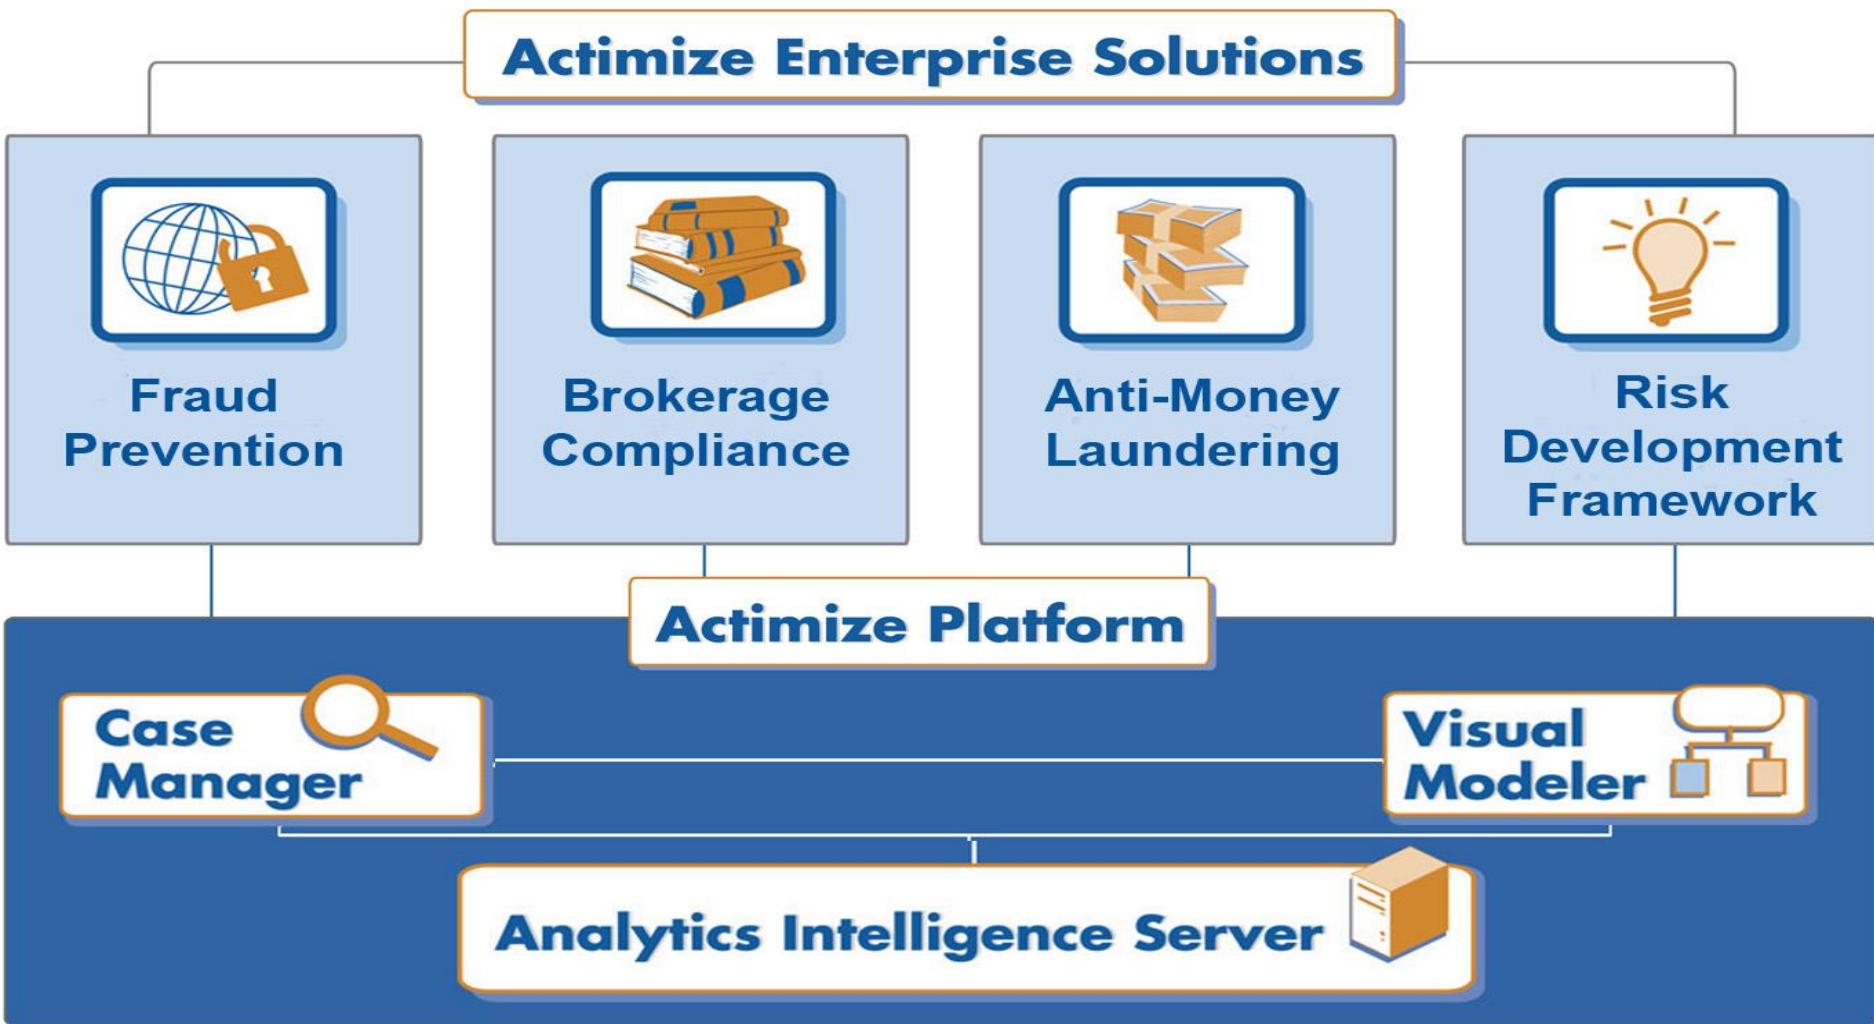 Actimize Enterprise Solutions
Fraud
Prevention
Brokerage
Compliance
Anti-Money
Laundering
Risk
Development
Framework
Actimize Platform
Case
Manager
Visual
Modeler
Analytics Intelligence Server